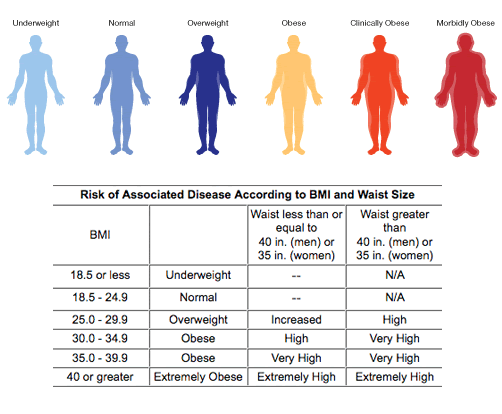 Underweight Normal Overweight Obese Clinically Obese Morbidly Obese
Risk of Associated Disease According to BMI and Waist Size
BMI
Waist less than or
equal to
40 in. (men) or
35 in. (women)
Waist greater
than
40 in. (men) or
35 in. (women)
18.5 or less Underweight -- N/A
18.5 - 24.9 Normal -- N/A
25.0 - 29.9 Overweight Increased High
30.0 - 34.9 Obese High Very High
35.0 - 39.9 Obese Very High Very High
40 or greater Extremely Obese Extremely High Extremely High